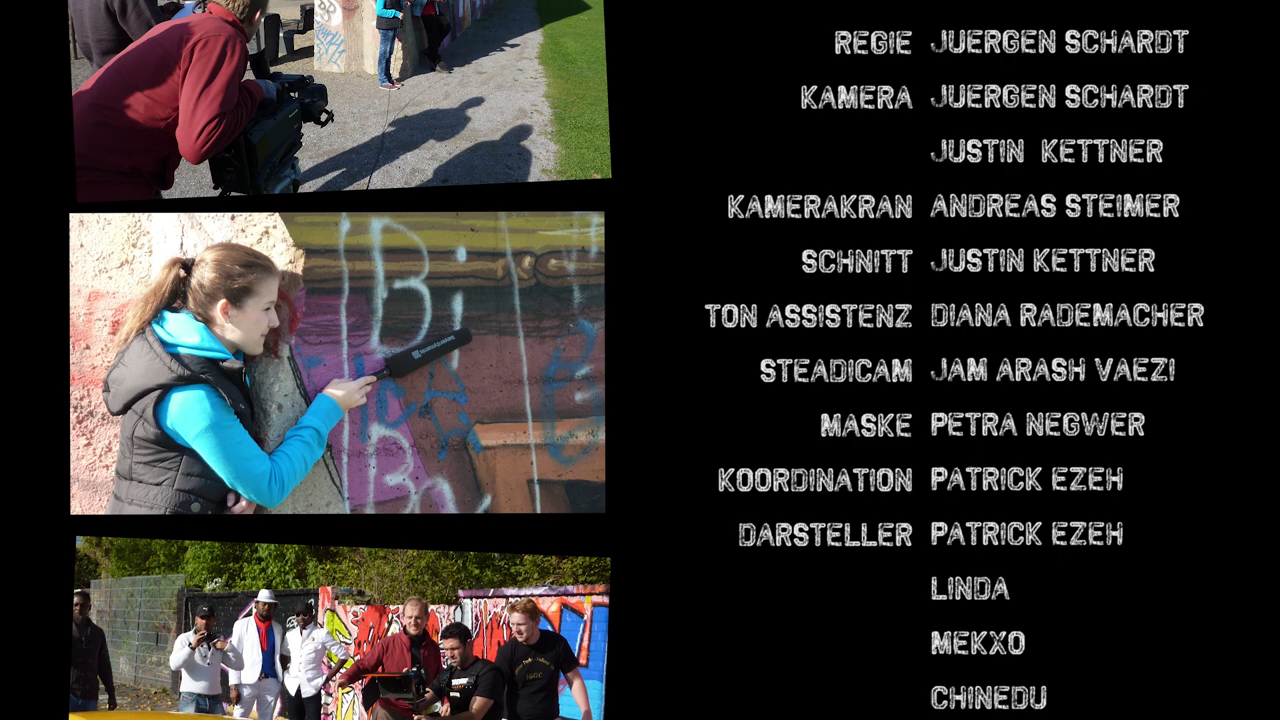 REGIE JUERGEN SCHARDT
KAMERA JUERGEN SCHARDT
JUSTIN KETTNER
KAMERAKRAN ANDREAS STEIMER
SCHNITT JUSTIN KETTNER
TON ASSISTENZ DIANA RADEMACHER
STEADICAM JAM ARASH VAEZI
MASKE PETRA NEGWER
KOORDINATION PATRICK EZEH
DARSTELLER PATRICK EZEH
LINDA
MEKXO
CHINEDU
Bi